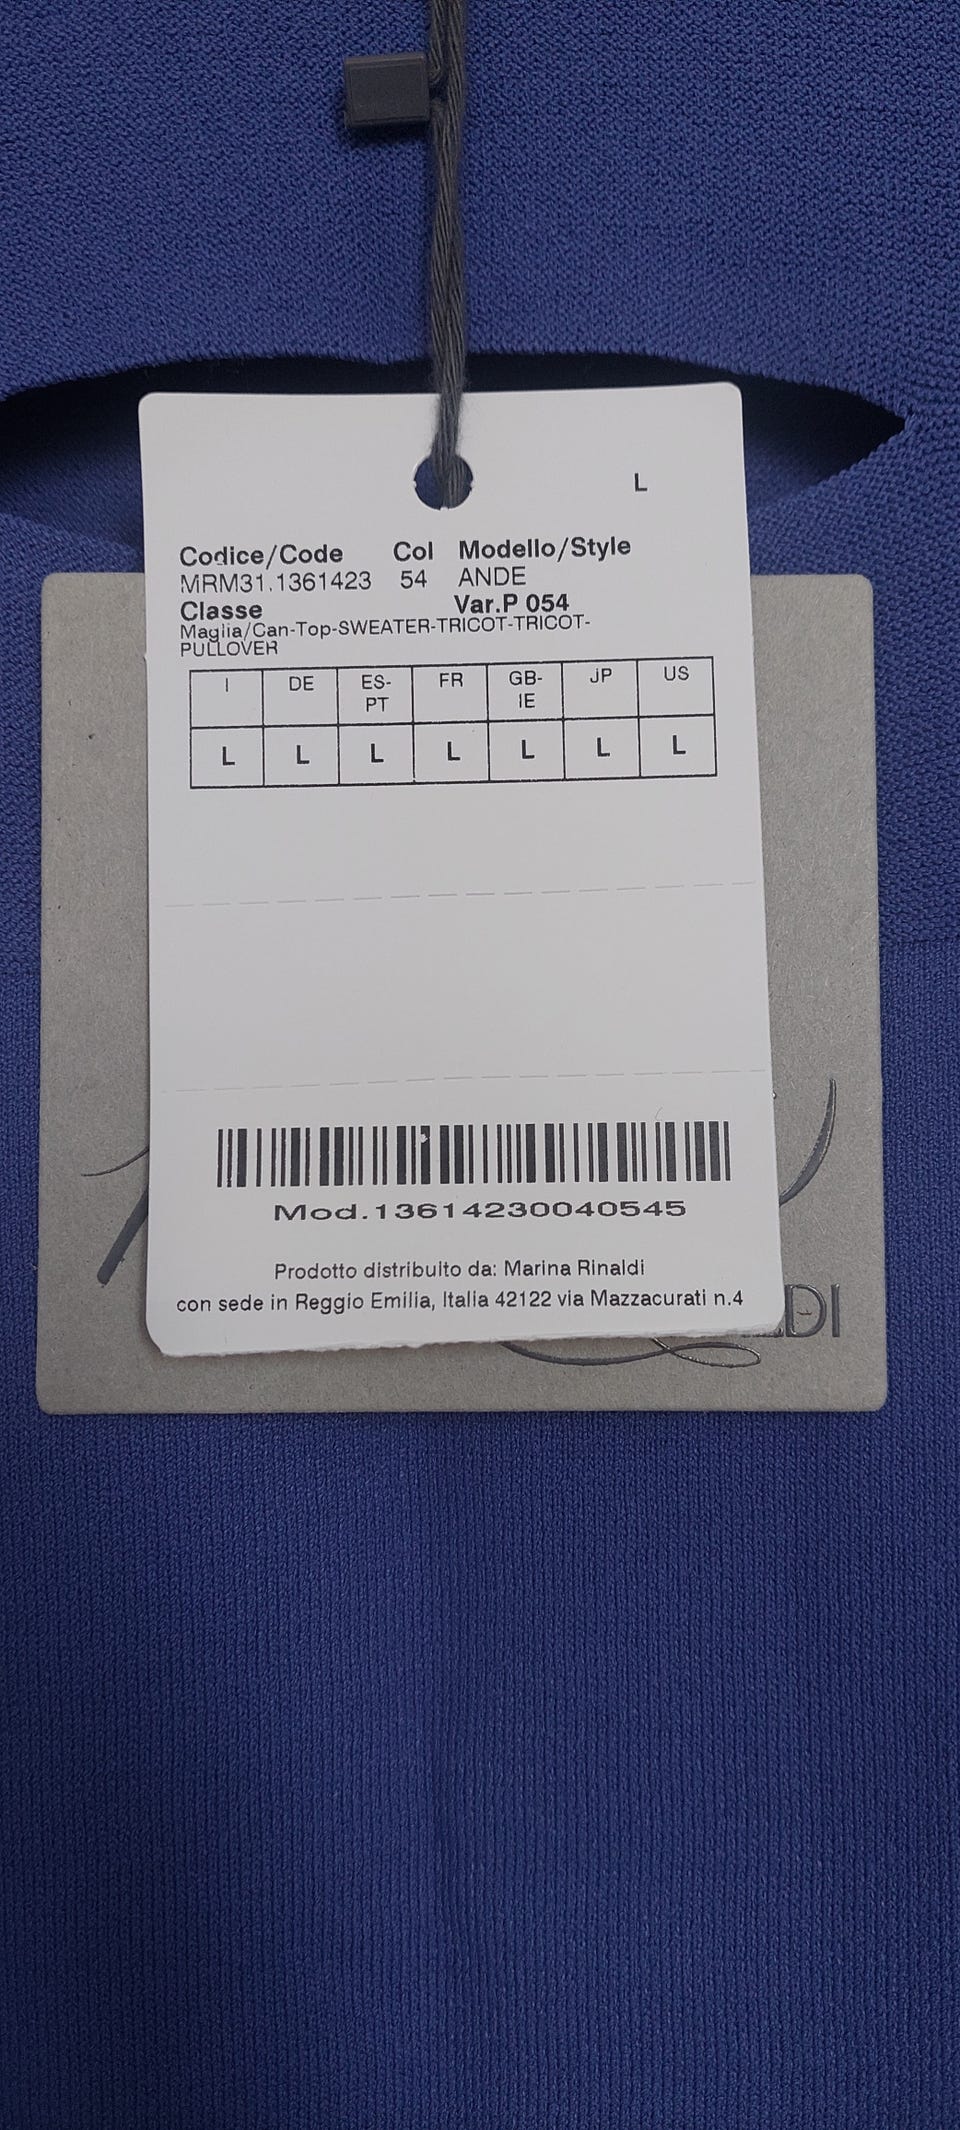 L
Codice/Code Col Modello/Style
MRM31.1361423 54 ANDE
Classe Var.P 054
Maglia/Can-Top-SWEATER-TRICOT-TRICOT-
PULLOVER
I DE ES-PT FR GB-IE JP US
L L L L L L L
Mod.13614230040545
Prodotto distribuito da: Marina Rinaldi
con sede in Reggio Emilia, Italia 42122 via Mazzacurati n.4
DI